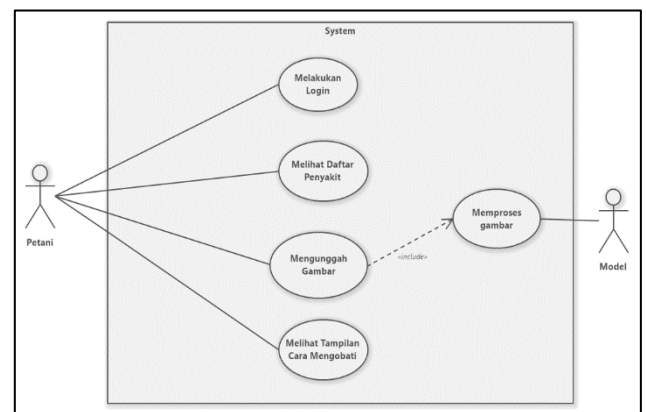 System
Melakukan
Login
Melihat Daftar
Penyakit
Memproses
gambar
Petani
Model
Mengunggah
Gambar
«include»
Melihat Tampilan
Cara Mengobati